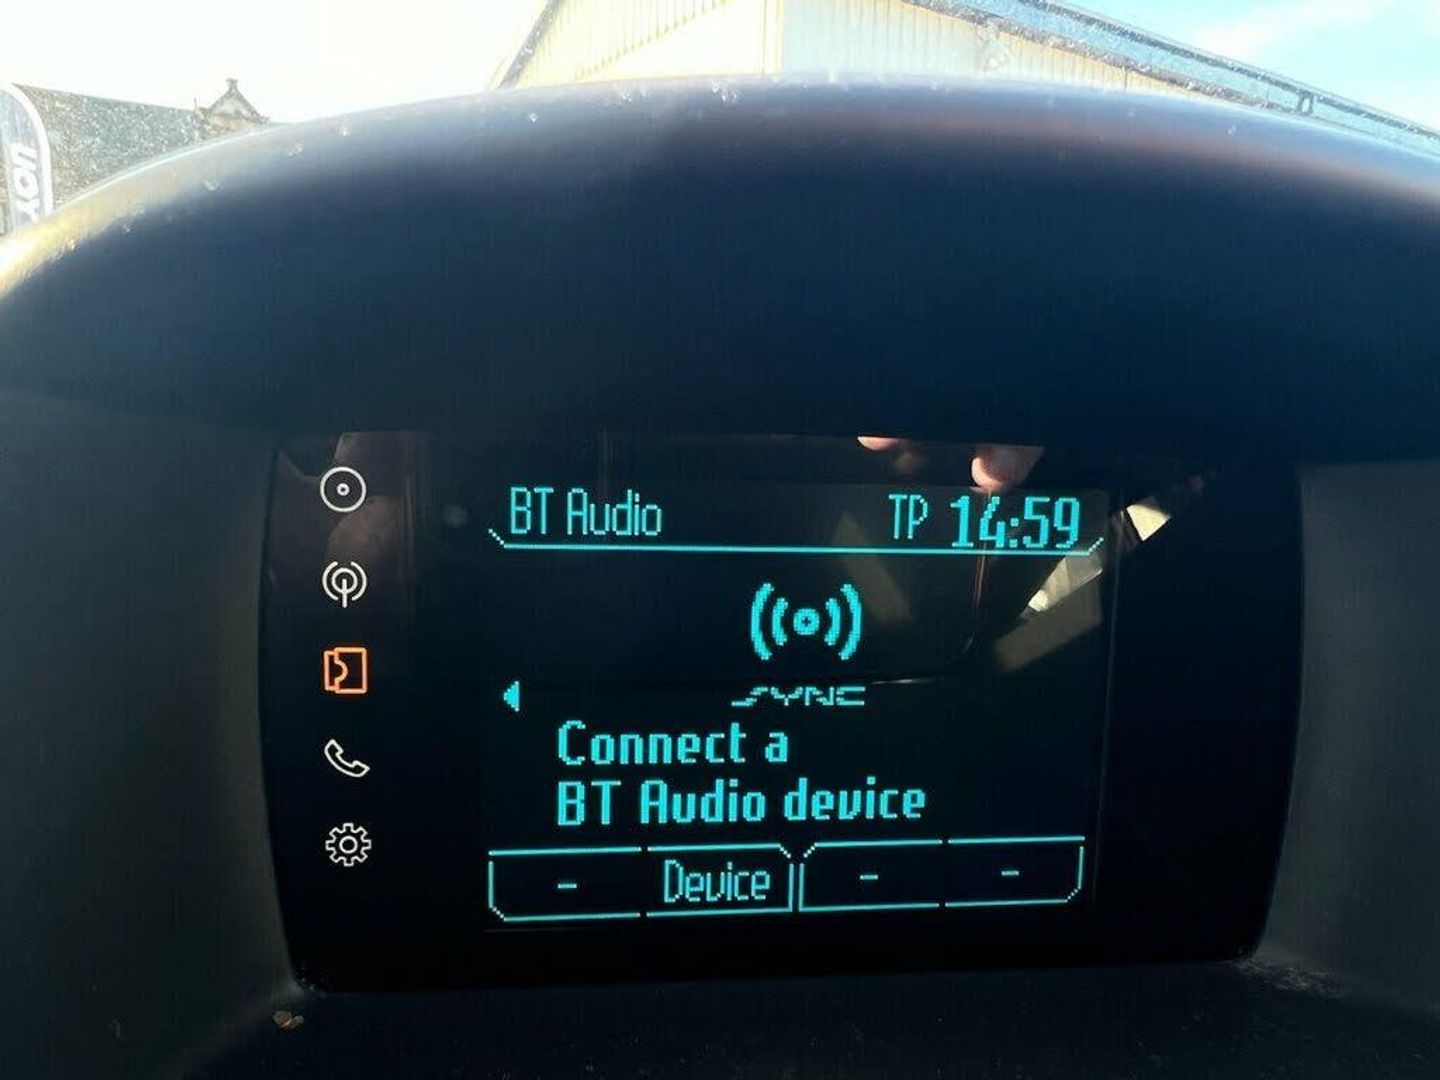 BT Audio TP 14:59
SYNC
Connect a
BT Audio device
- Device - -